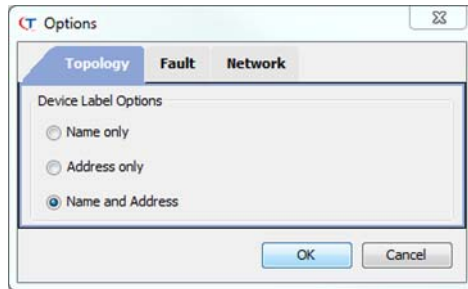 CT Options
Topology Fault Network
Device Label Options
Name only
Address only
Name and Address
OK Cancel